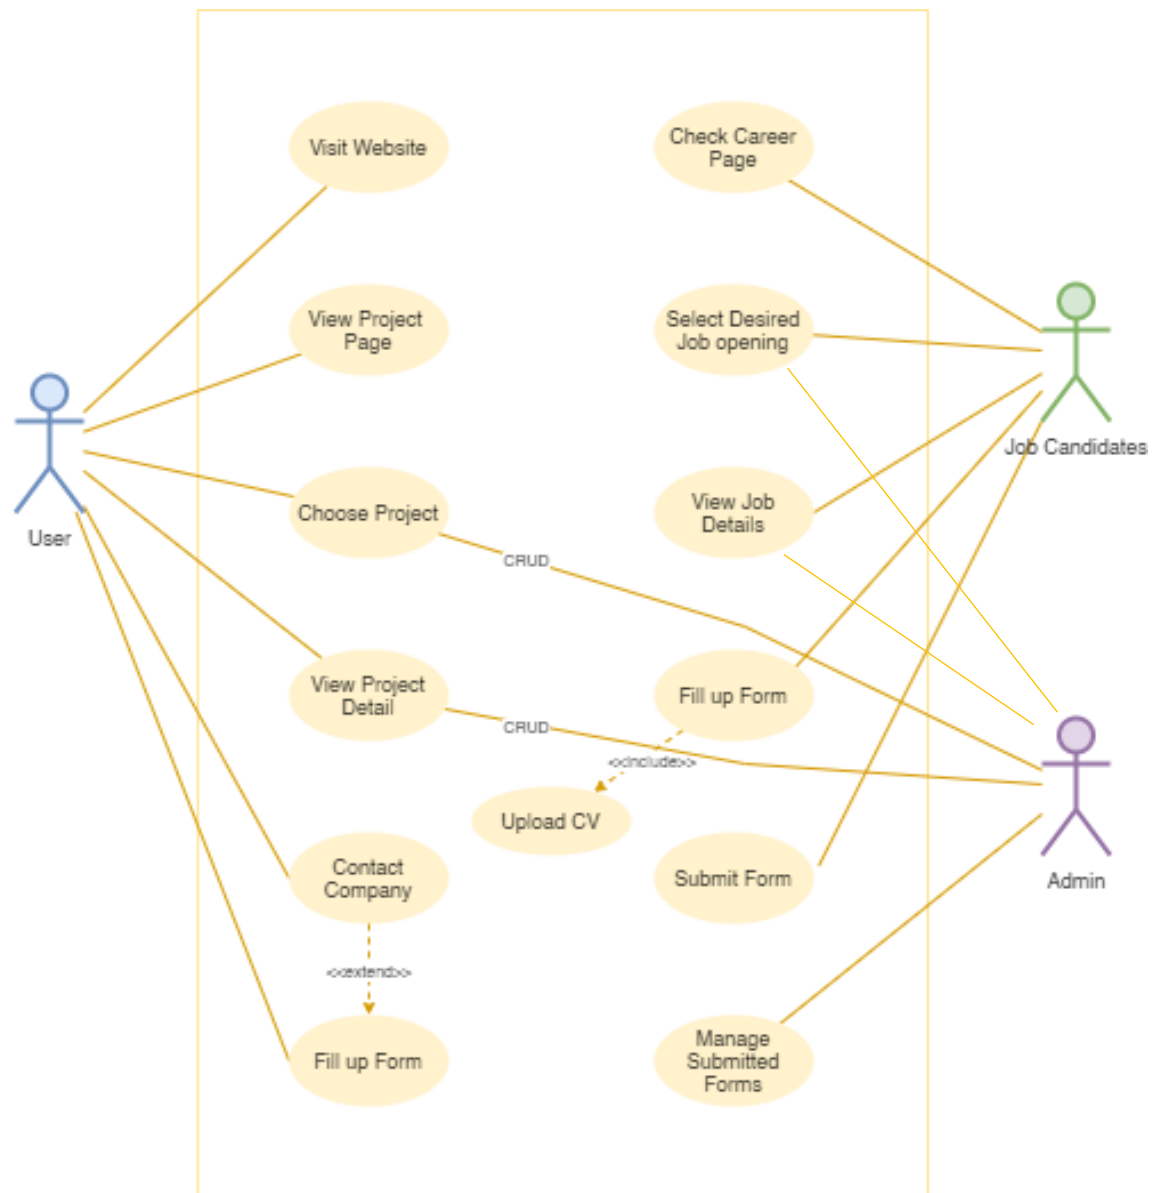 Visit Website
Check Career
Page
View Project
Page
Select Desired
Job opening
Job Candidates
User
Choose Project
View Job
Details
CRUD
View Project
Detail
Fill up Form
CRUD
<<include>>
Upload CV
Contact
Company
Submit Form
Admin
<<extend>>
Fill up Form
Manage
Submitted
Forms